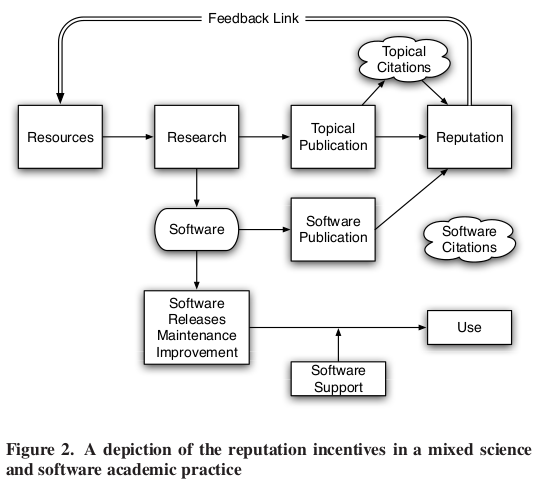 Feedback Link
Topical
Citations
Resources
Research
Topical
Publication
Reputation
Software
Software
Publication
Software
Citations
Software
Releases
Maintenance
Improvement
Use
Software
Support
Figure 2. A depiction of the reputation incentives in a mixed science
and software academic practice